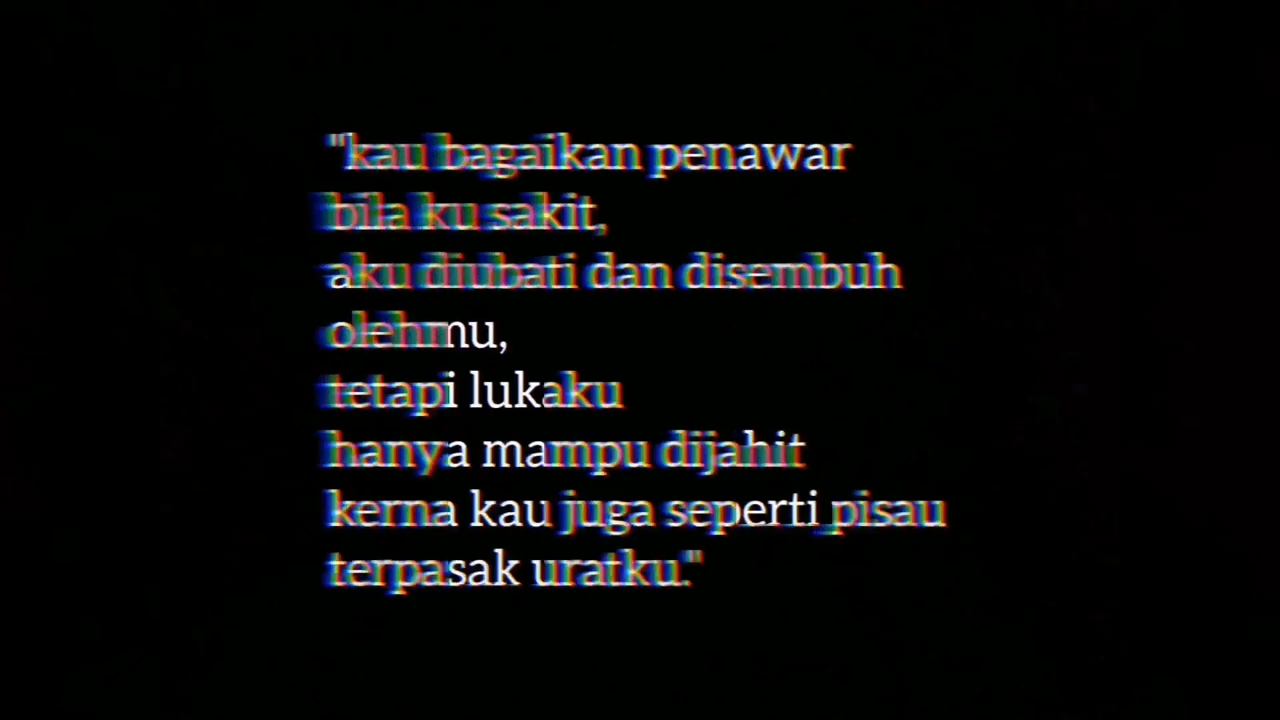 "kau bagaikan penawar
bila ku sakit,
aku diubati dan disembuh
olehmu,
tetapi lukaku
hanya mampu dijahit
kerna kau juga seperti pisau
terpasak uratku."